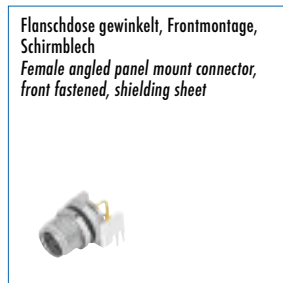 Flanschdose gewinkelt, Frontmontage,
Schirmblech
Female angled panel mount connector,
front fastened, shielding sheet